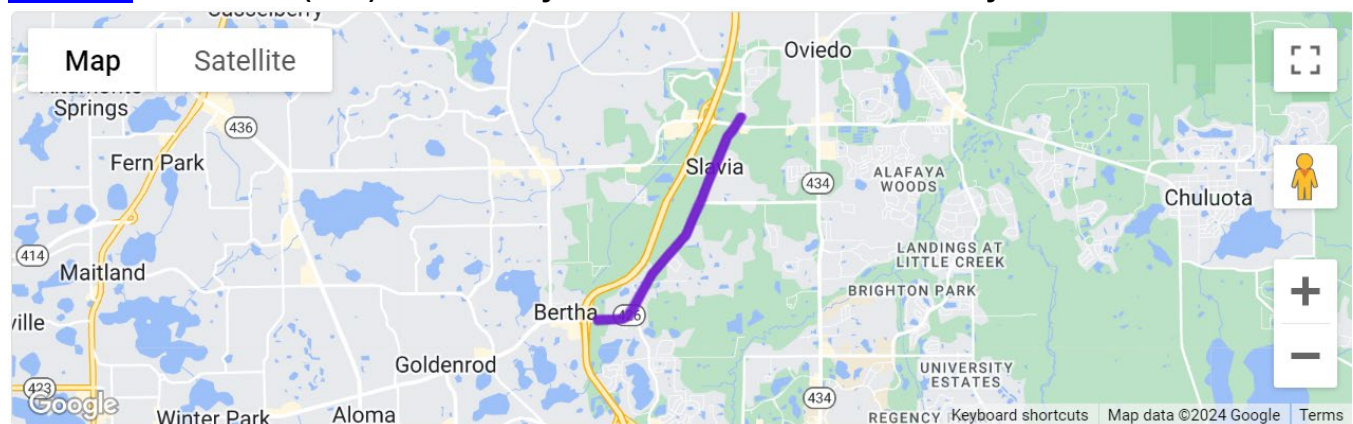 Map
Satellite
Oviedo
Springs
436
Fern Park
Slavia
434
ALAFAYA
WOODS
Chuluota
414
Maitland
LANDINGS AT
LITTLE CREEK
BRIGHTON PARK
Bertha
426
ville
Goldenrod
UNIVERSITY
ESTATES
423
Google
Winter Park
Aloma
434
REGENCY
Keyboard shortcuts
Map data ©2024 Google
Terms